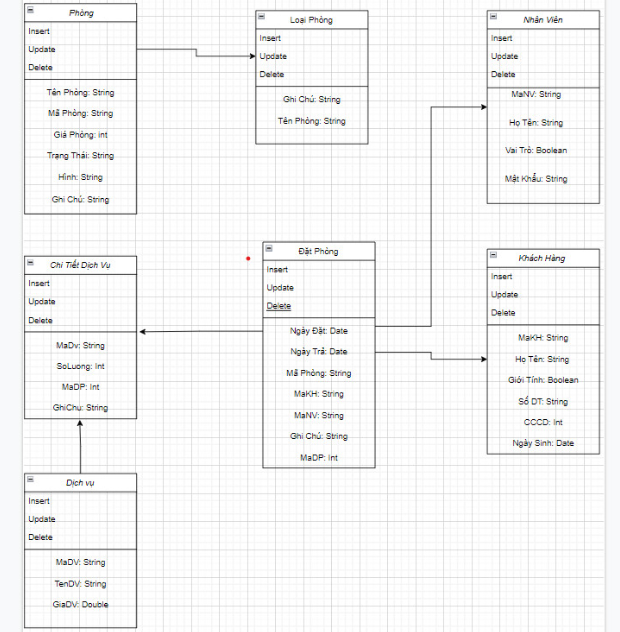 Phòng
Insert
Update
Delete
Tên Phòng: String
Mã Phòng: String
Giá Phòng: int
Trạng Thái: String
Hình: String
Ghi Chú: String
Loại Phòng
Insert
Update
Delete
Ghi Chú: String
Tên Phòng: String
Nhân Viên
Insert
Update
Delete
MaNV: String
Họ Tên: String
Vai Trò: Boolean
Mật Khẩu: String
Chi Tiết Dịch Vụ
Insert
Update
Delete
MaDv: String
SoLuong: Int
MaDP: Int
GhiChu: String
Đặt Phòng
Insert
Update
Delete
Ngày Đặt: Date
Ngày Trả: Date
Mã Phòng: String
MaKH: String
MaNV: String
Ghi Chú: String
MaDP: Int
Khách Hàng
Insert
Update
Delete
MaKH: String
Họ Tên: String
Giới Tính: Boolean
Số DT: String
CCCD: Int
Ngày Sinh: Date
Dịch vụ
Insert
Update
Delete
MaDV: String
TenDV: String
GiaDV: Double